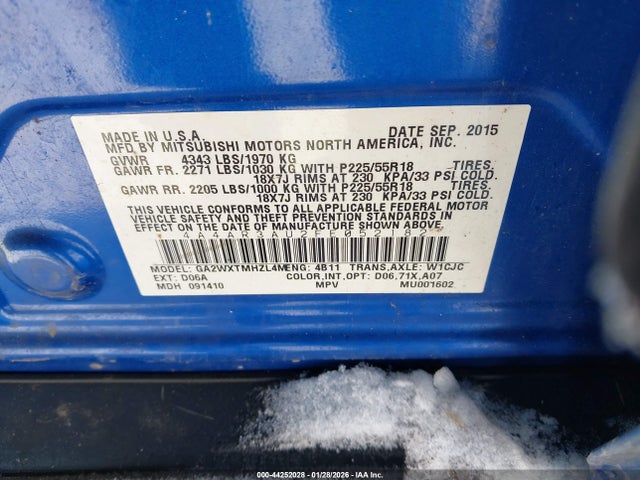 MADE IN U.S.A. DATE SEP. 2015
MFD BY MITSUBISHI MOTORS NORTH AMERICA, INC.
GVWR 4343 LBS/1970 KG
GAWR FR. 2271 LBS/1030 KG WITH P225/55R18 TIRES.
18X7J RIMS AT 230 KPA/33 PSI COLD.
GAWR RR. 2205 LBS/1000 KG WITH P225/55R18 TIRES.
18X7J RIMS AT 230 KPA/33 PSI COLD.
THIS VEHICLE CONFORMS TO ALL APPLICABLE FEDERAL MOTOR
VEHICLE SAFETY AND THEFT PREVENTION STANDARDS IN
EFFECT ON THE DATE OF MANUFACTURE SHOWN ABOVE.
MODEL: GA2WXTMHZL4M ENG: 4B11 TRANS,AXLE: W1CJC
EXT: D06A COLOR,INT,OPT: D06,71X,A07
MDH 091410 MPV MU001602
000-44252028 - 01/28/2026 - IAA Inc.